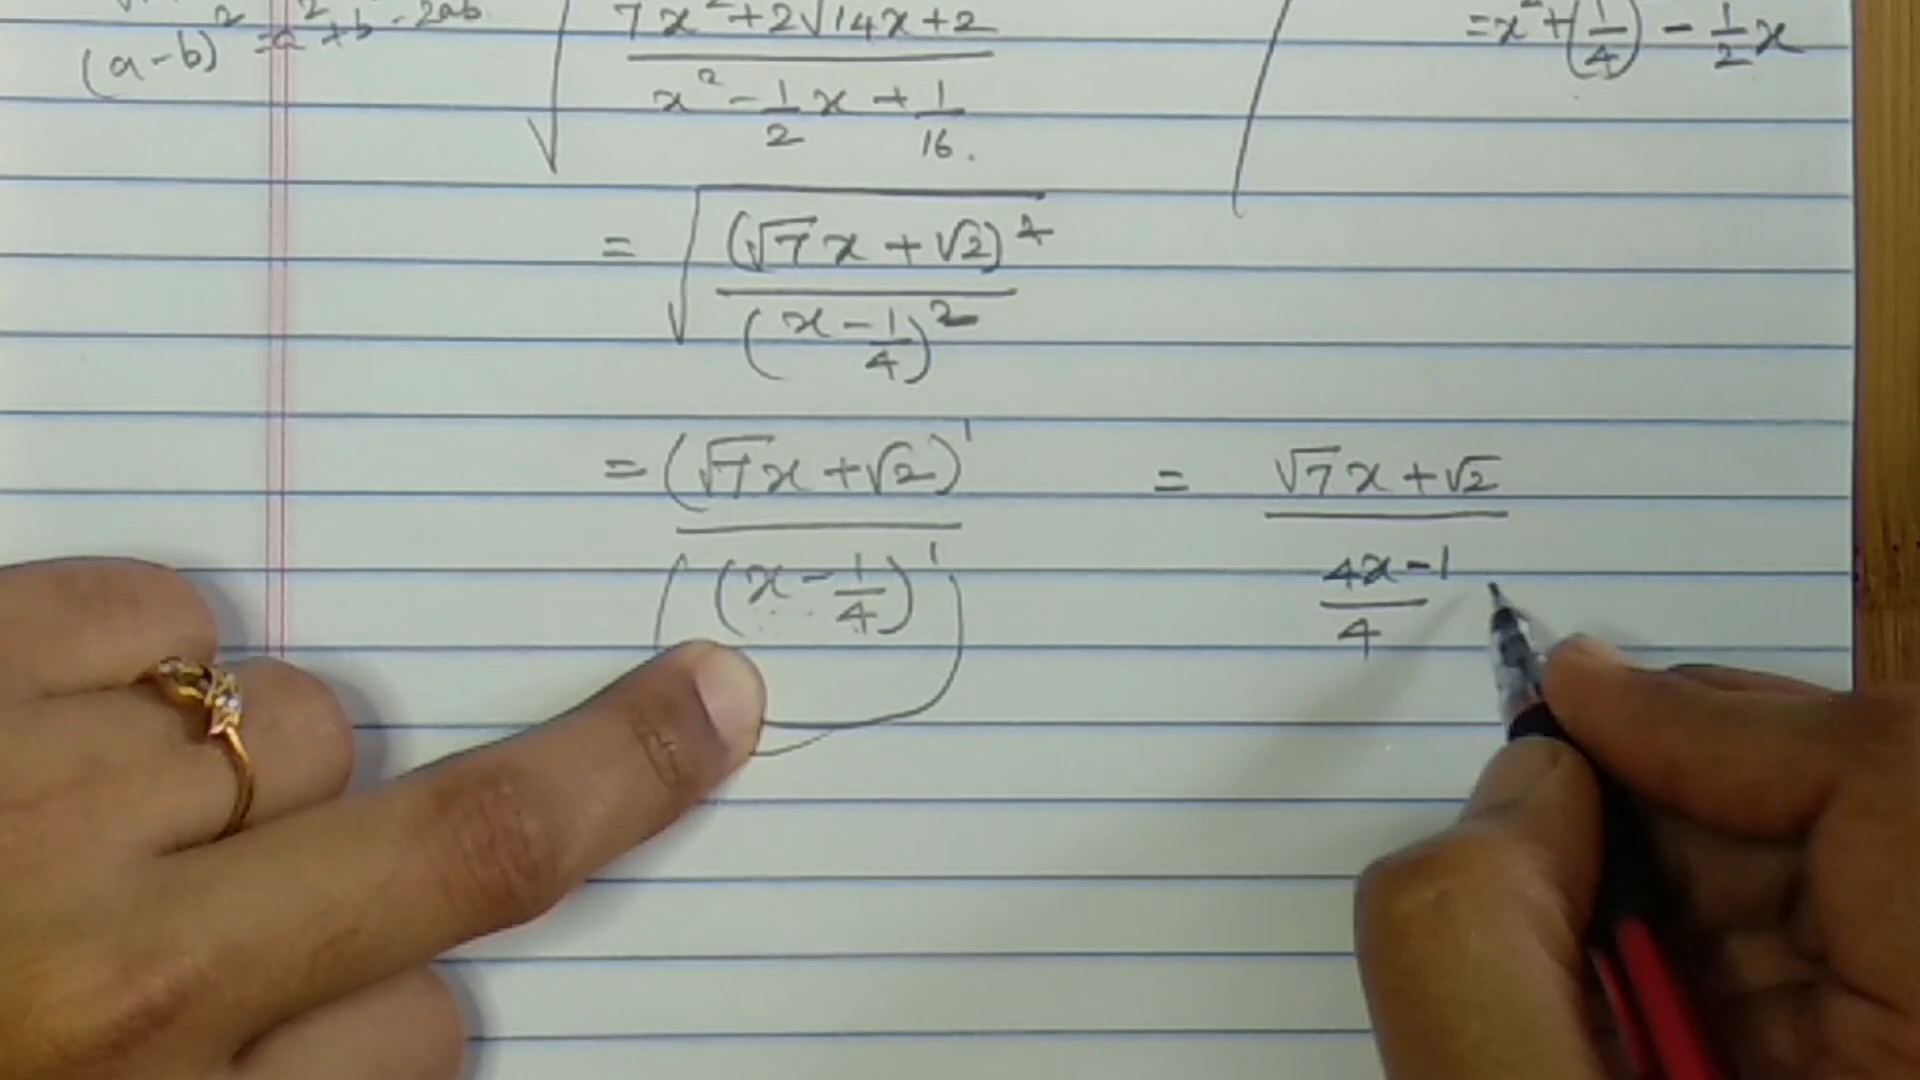 (a-b)² = a² + b² - 2ab
√ 7x² + 2√14x + 2
x² - 1/2 x + 1/16.
= x² + (1/4) - 1/2 x
= √ (√7x + √2)²
(x - 1/4)²
= (√7x + √2)¹
(x - 1/4)¹
= √7x + √2
4x - 1
4